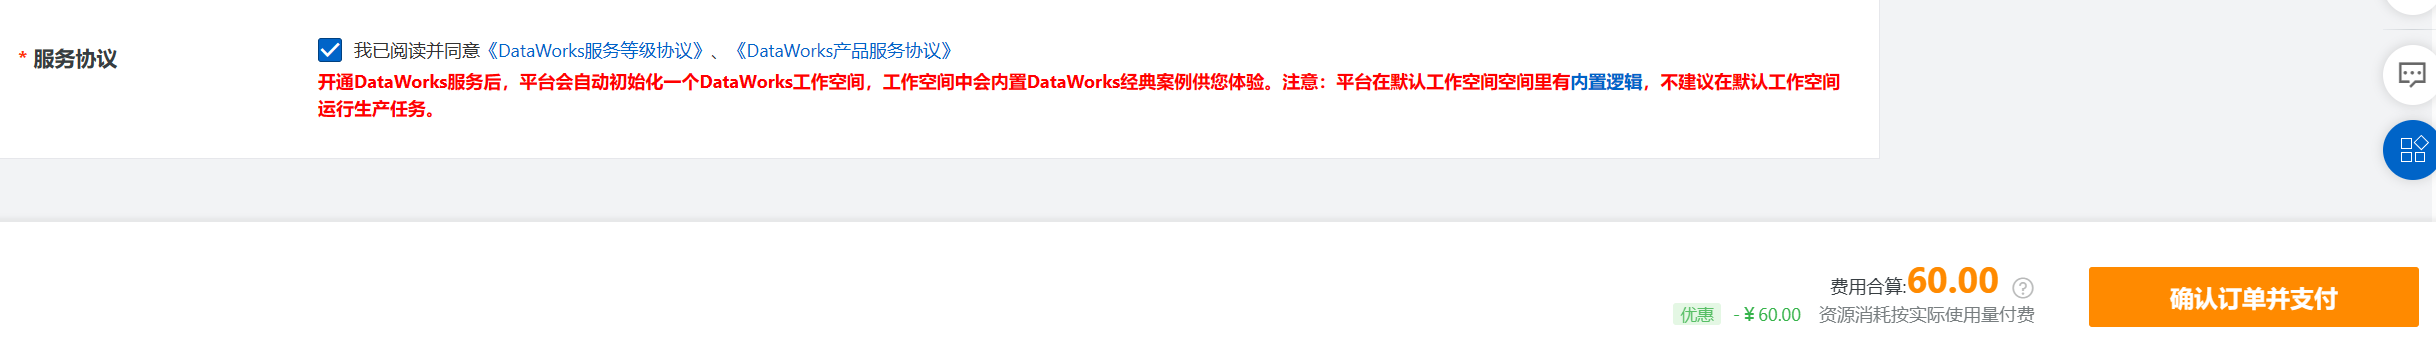 * 服务协议
我已阅读并同意《DataWorks服务等级协议》、《DataWorks产品服务协议》
开通DataWorks服务后，平台会自动初始化一个DataWorks工作空间，工作空间中会内置DataWorks经典案例供您体验。注意：平台在默认工作空间空间里有内置逻辑，不建议在默认工作空间
运行生产任务。
费用合算:60.00 ?
优惠 -¥60.00 资源消耗按实际使用量付费
确认订单并支付